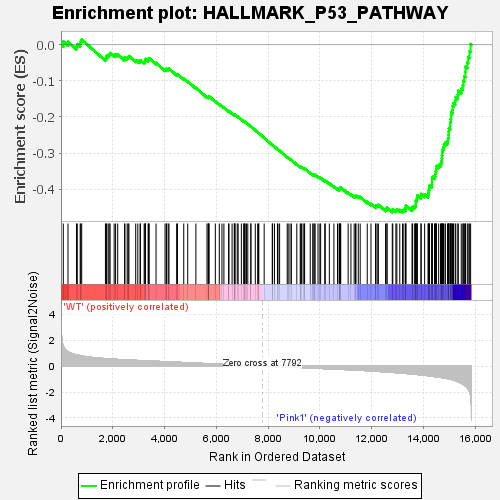 Enrichment plot: HALLMARK_P53_PATHWAY
Enrichment score (ES)
0.0
-0.1
-0.2
-0.3
-0.4
'WT' (positively correlated)
Ranked list metric (Signal2Noise)
4
2
0
-2
-4
Zero cross at 7792
'Pink1' (negatively correlated)
0
2,000
4,000
6,000
8,000
10,000
12,000
14,000
16,000
Rank in Ordered Dataset
Enrichment profile
Hits
Ranking metric scores